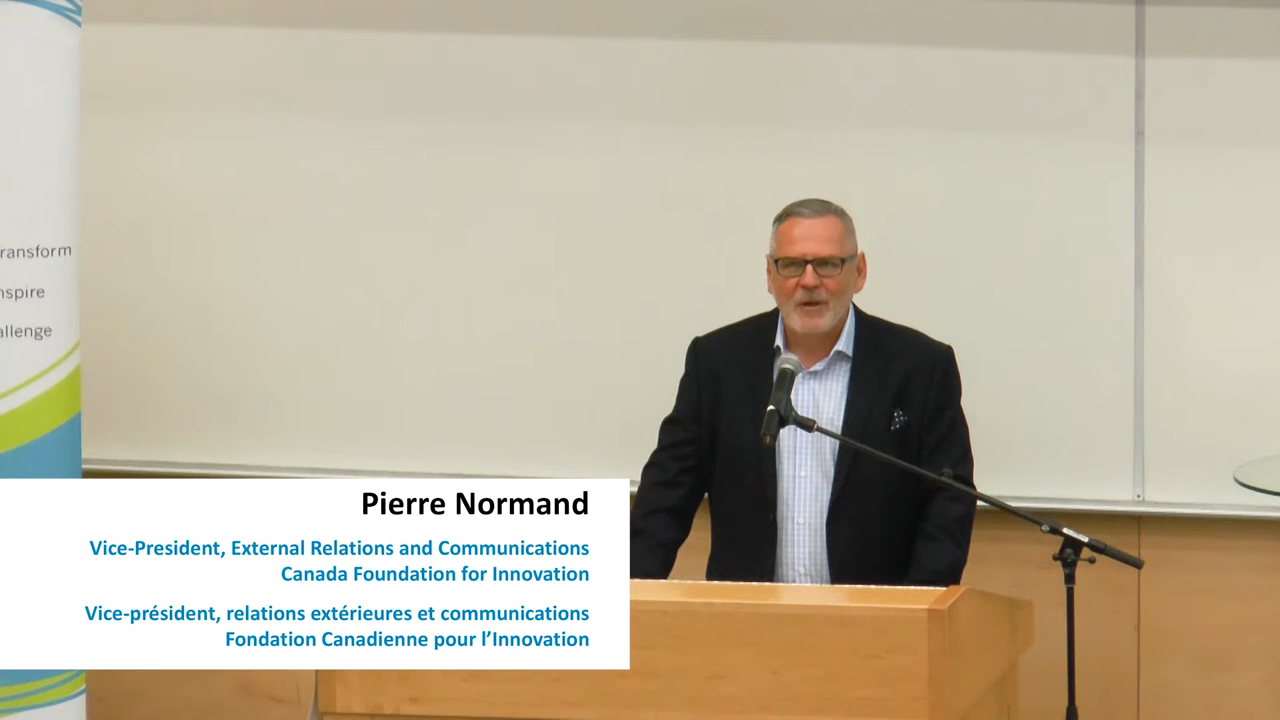 ransform
nspire
allenge
Pierre Normand
Vice-President, External Relations and Communications
Canada Foundation for Innovation
Vice-président, relations extérieures et communications
Fondation Canadienne pour l’Innovation